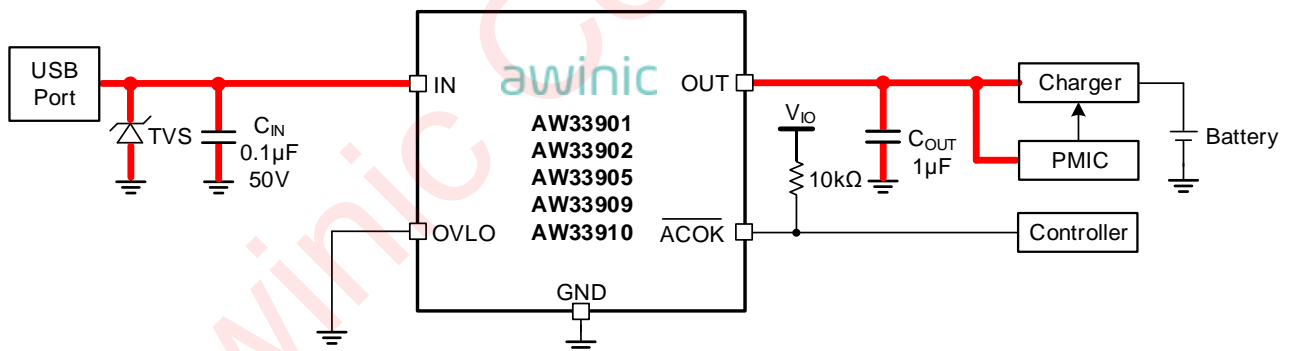 USB
Port
TVS
CIN
0.1µF
50V
IN
awinic
OUT
AW33901
AW33902
AW33905
AW33909
AW33910
OVLO
ACOK
GND
VIO
10kΩ
COUT
1µF
Charger
PMIC
Battery
Controller